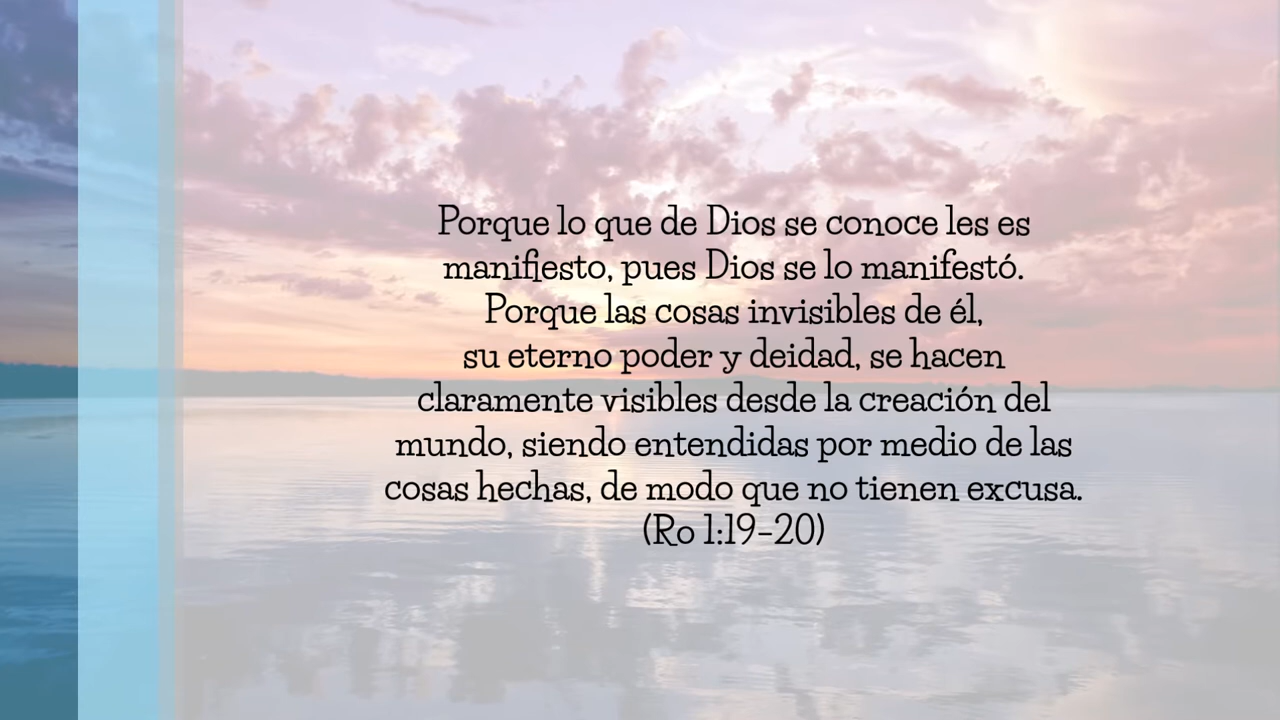 Porque lo que de Dios se conoce les es
manifiesto, pues Dios se lo manifestó.
Porque las cosas invisibles de él,
su eterno poder y deidad, se hacen
claramente visibles desde la creación del
mundo, siendo entendidas por medio de las
cosas hechas, de modo que no tienen excusa.
(Ro 1:19-20)